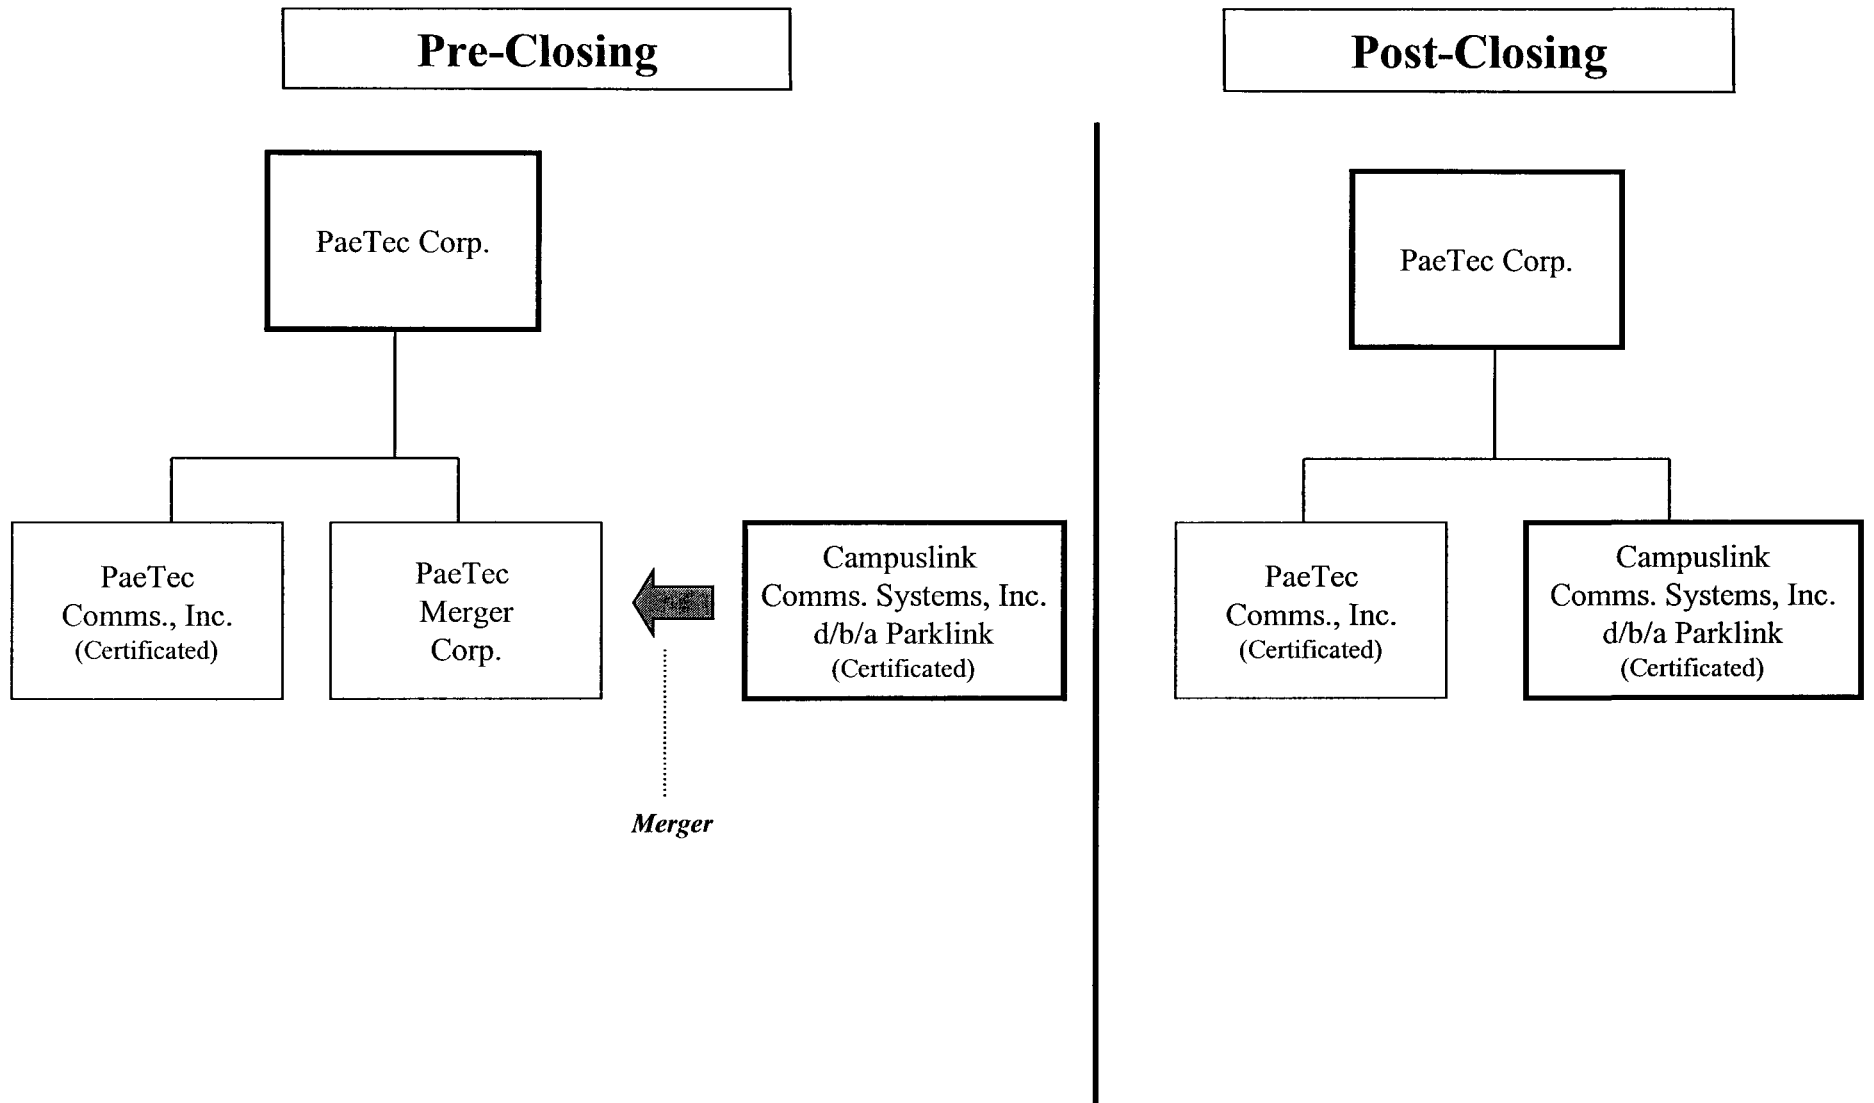 Pre-Closing
PaeTec Corp.
PaeTec
Comms., Inc.
(Certificated)
PaeTec
Merger
Corp.
Campuslink
Comms. Systems, Inc.
d/b/a Parklink
(Certificated)
Merger
Post-Closing
PaeTec Corp.
PaeTec
Comms., Inc.
(Certificated)
Campuslink
Comms. Systems, Inc.
d/b/a Parklink
(Certificated)